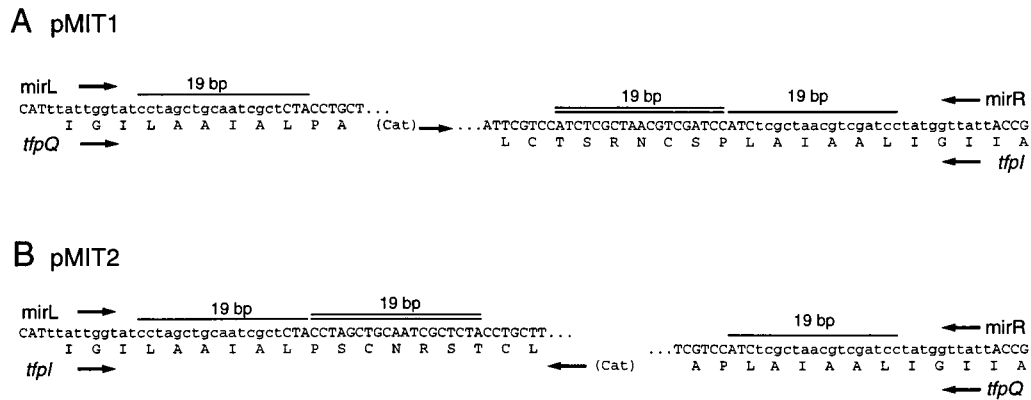 A pMIT1
mirL 19 bp
CATttattggtatcctagctgcaatcgctCTACCTGCT...
I G I L A A I A L P A
tfpQ
(Cat)
19 bp 19 bp mirR
...ATTCGTCCATCTCGCTAACGTCGATCCATCtcgctaacgtcgatcctatggttattACCG
L C T S R N C S P L A I A A L I G I I A
tfpI
B pMIT2
mirL 19 bp 19 bp
CATttattggtatcctagctgcaatcgctCTACCTAGCTGCAATCGCTCTACCTGCTT...
I G I L A A I A L P S C N R S T C L
tfpI
(Cat)
19 bp mirR
...TCGTCCATCtcgctaacgtcgatcctatggttattACCG
A P L A I A A L I G I I A
tfpQ